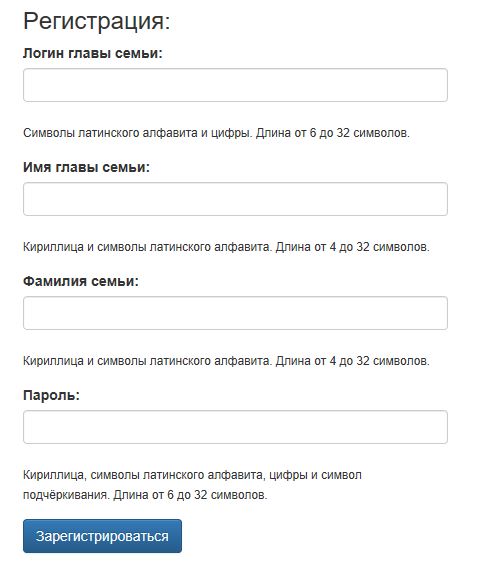 Регистрация:
Логин главы семьи:
Символы латинского алфавита и цифры. Длина от 6 до 32 символов.
Имя главы семьи:
Кириллица и символы латинского алфавита. Длина от 4 до 32 символов.
Фамилия семьи:
Кириллица и символы латинского алфавита. Длина от 4 до 32 символов.
Пароль:
Кириллица, символы латинского алфавита, цифры и символ
подчёркивания. Длина от 6 до 32 символов.
Зарегистрироваться